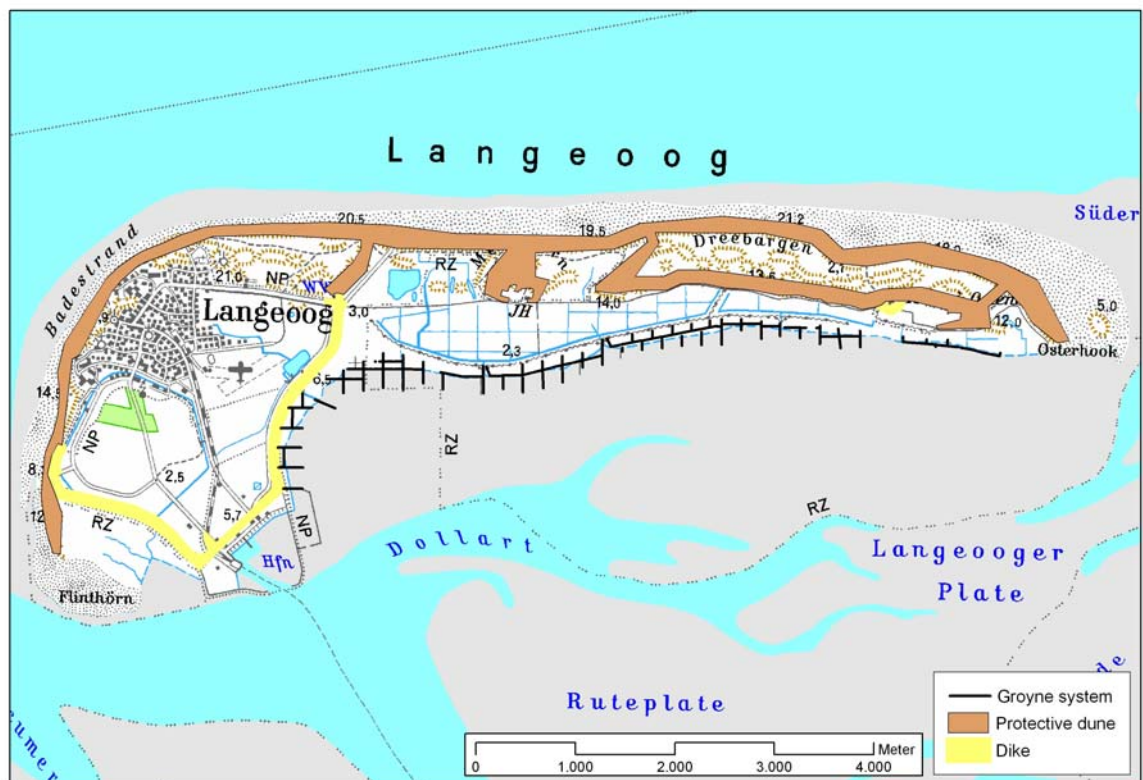 Langeoog
Süder
Badestrand
20.5
19.5
21.2
Dreebargen
21.0
NP
RZ
2,1
13.5
Langeoog
3,0
JH
14,0
12,0
5.0
Osterhook
2,3
14.5
NP
RZ
8
2,5
12
RZ
5,7
NP
RZ
Hfn
Dollart
Langeooger
Plate
Flinthörn
Ruteplate
Groyne system
Protective dune
Dike
Meter
0 1.000 2.000 3.000 4.000